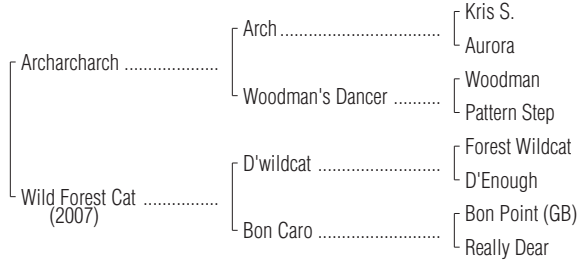 Kris S.
Arch ................................
Aurora
Archarcharch ...................
Woodman
Woodman's Dancer ..........
Pattern Step
Forest Wildcat
D'wildcat .........................
D'Enough
Wild Forest Cat ...............
(2007)
Bon Point (GB)
Bon Caro .........................
Really Dear